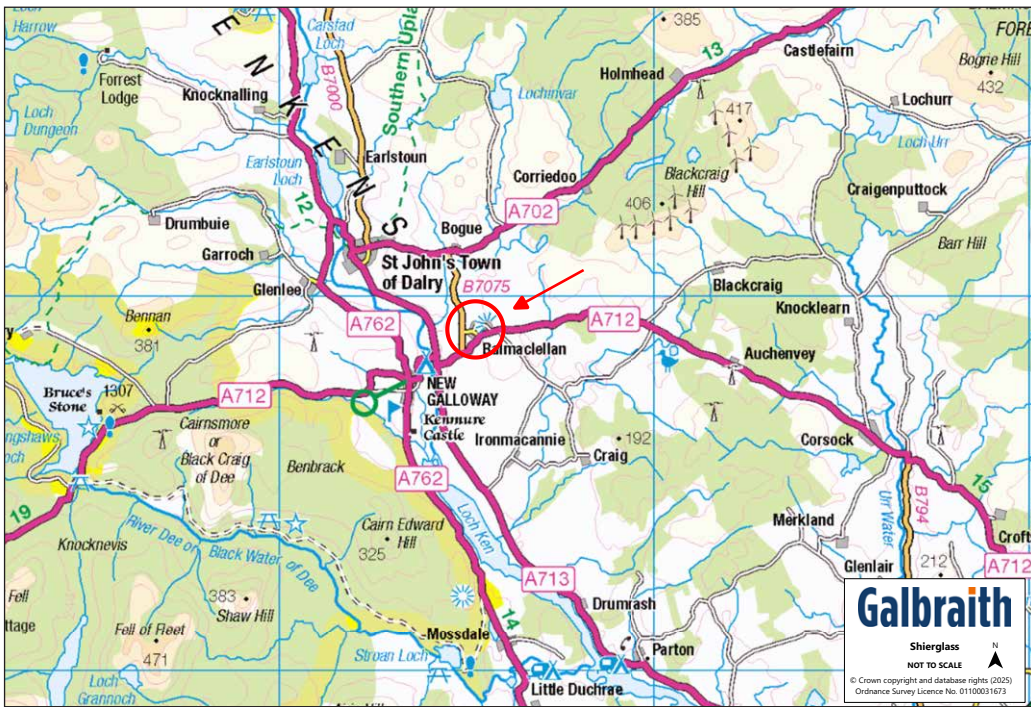 Loch
Harrow
Carsfad
Loch
B7000
Southern Upla
385
13
Castlefairn
FORE
Bogrie Hill
432
Forrest
Lodge
Knocknalling
Holmhead
Lochinvar
Lochurr
Loch Urr
Loch
Dungeon
E
N
K
E
N
S
417
Earlstoun
Earlstoun
Loch
12
Corriedoo
Blackcraig
Hill
406
Craigenputtock
Drumbuie
A702
Bogue
Barr Hill
Garroch
St John's Town
of Dalry
B7075
Blackcraig
Glenlee
Knocklearn
Bennan
381
A762
A712
Balmaclellan
Auchenvey
Bruce's
Stone
1307
A712
NEW
GALLOWAY
Kenmure
Castle
Cairnsmore
or
Black Craig
of Dee
Ironmacannie
192
Craig
Corsock
Benbrack
A762
15
B794
19
River Dee or
Black Water of Dee
Loch Ken
Urr Water
Knocknevis
Cairn Edward
Hill
325
Merkland
Croft
A712
Glenlair
212
A713
383
Shaw Hill
Drumrash
Fell
ttage
Fell of Fleet
471
14
Mossdale
Parton
Stroan Loch
Loch
Grannoch
Little Duchrae
Galbraith
Shierglass
N
NOT TO SCALE
© Crown copyright and database rights (2025)
Ordnance Survey Licence No. 01100031673